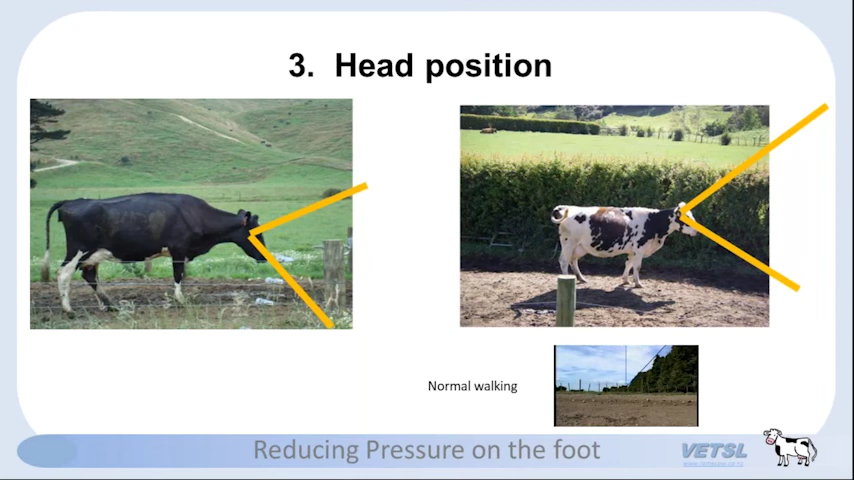 3. Head position
Normal walking
Reducing Pressure on the foot
VETSL